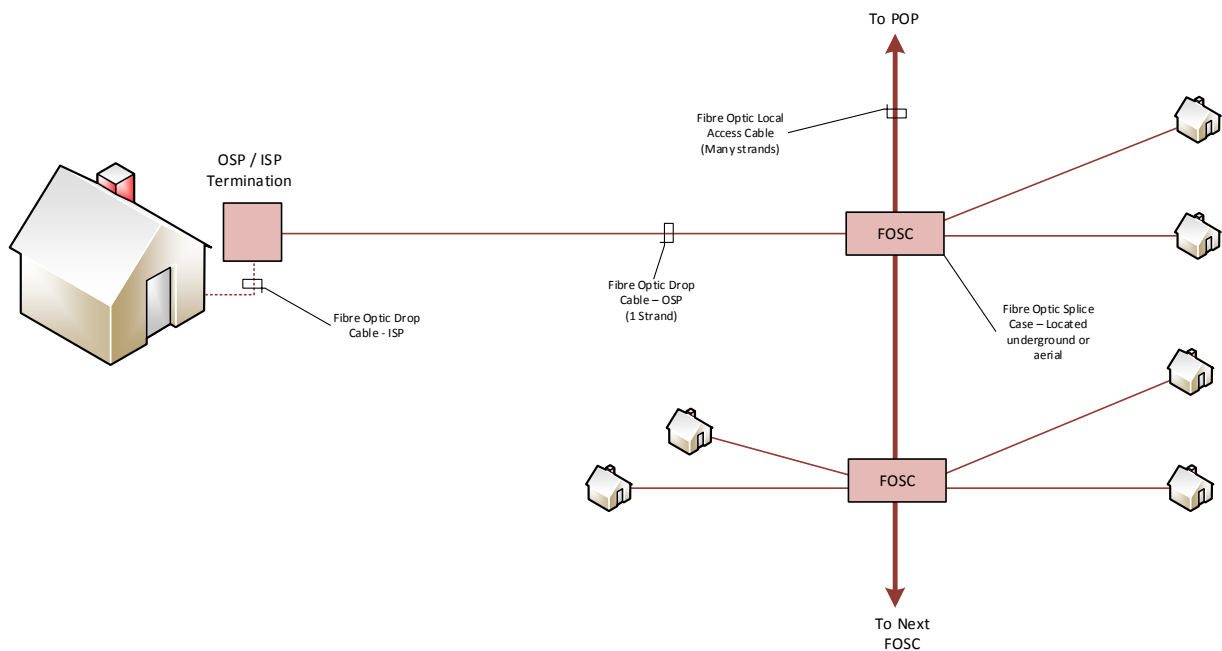 To POP
Fibre Optic Local
Access Cable
(Many strands)
OSP / ISP
Termination
FOSC
Fibre Optic Drop
Cable – OSP
(1 Strand)
Fibre Optic Drop
Cable - ISP
Fibre Optic Splice
Case – Located
underground or
aerial
FOSC
To Next
FOSC